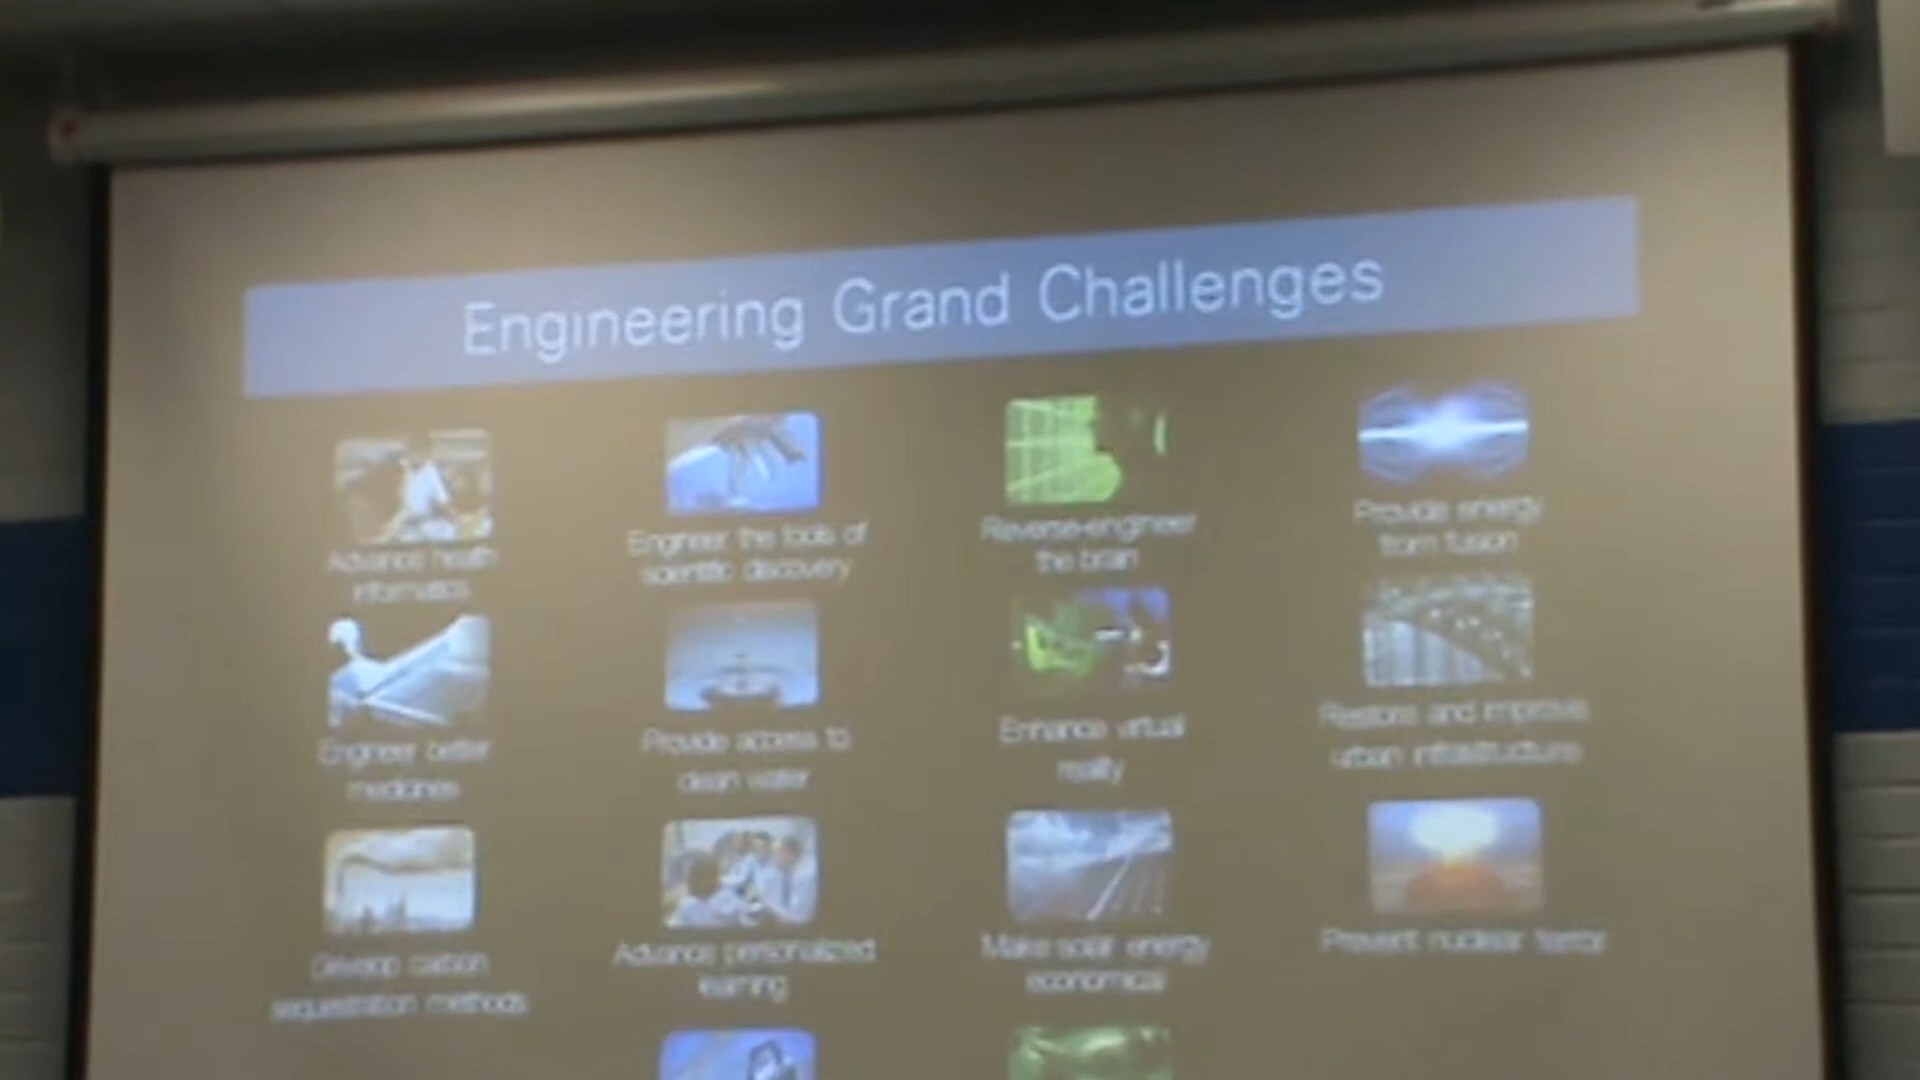 Engineering Grand Challenges
Advance health
informatics
Engineer the tools of
scientific discovery
Reverse-engineer
the brain
Provide energy
from fusion
Engineer better
medicines
Provide access to
clean water
Enhance virtual
reality
Restore and improve
urban infrastructure
Develop carbon
sequestration methods
Advance personalized
learning
Make solar energy
economical
Prevent nuclear terror